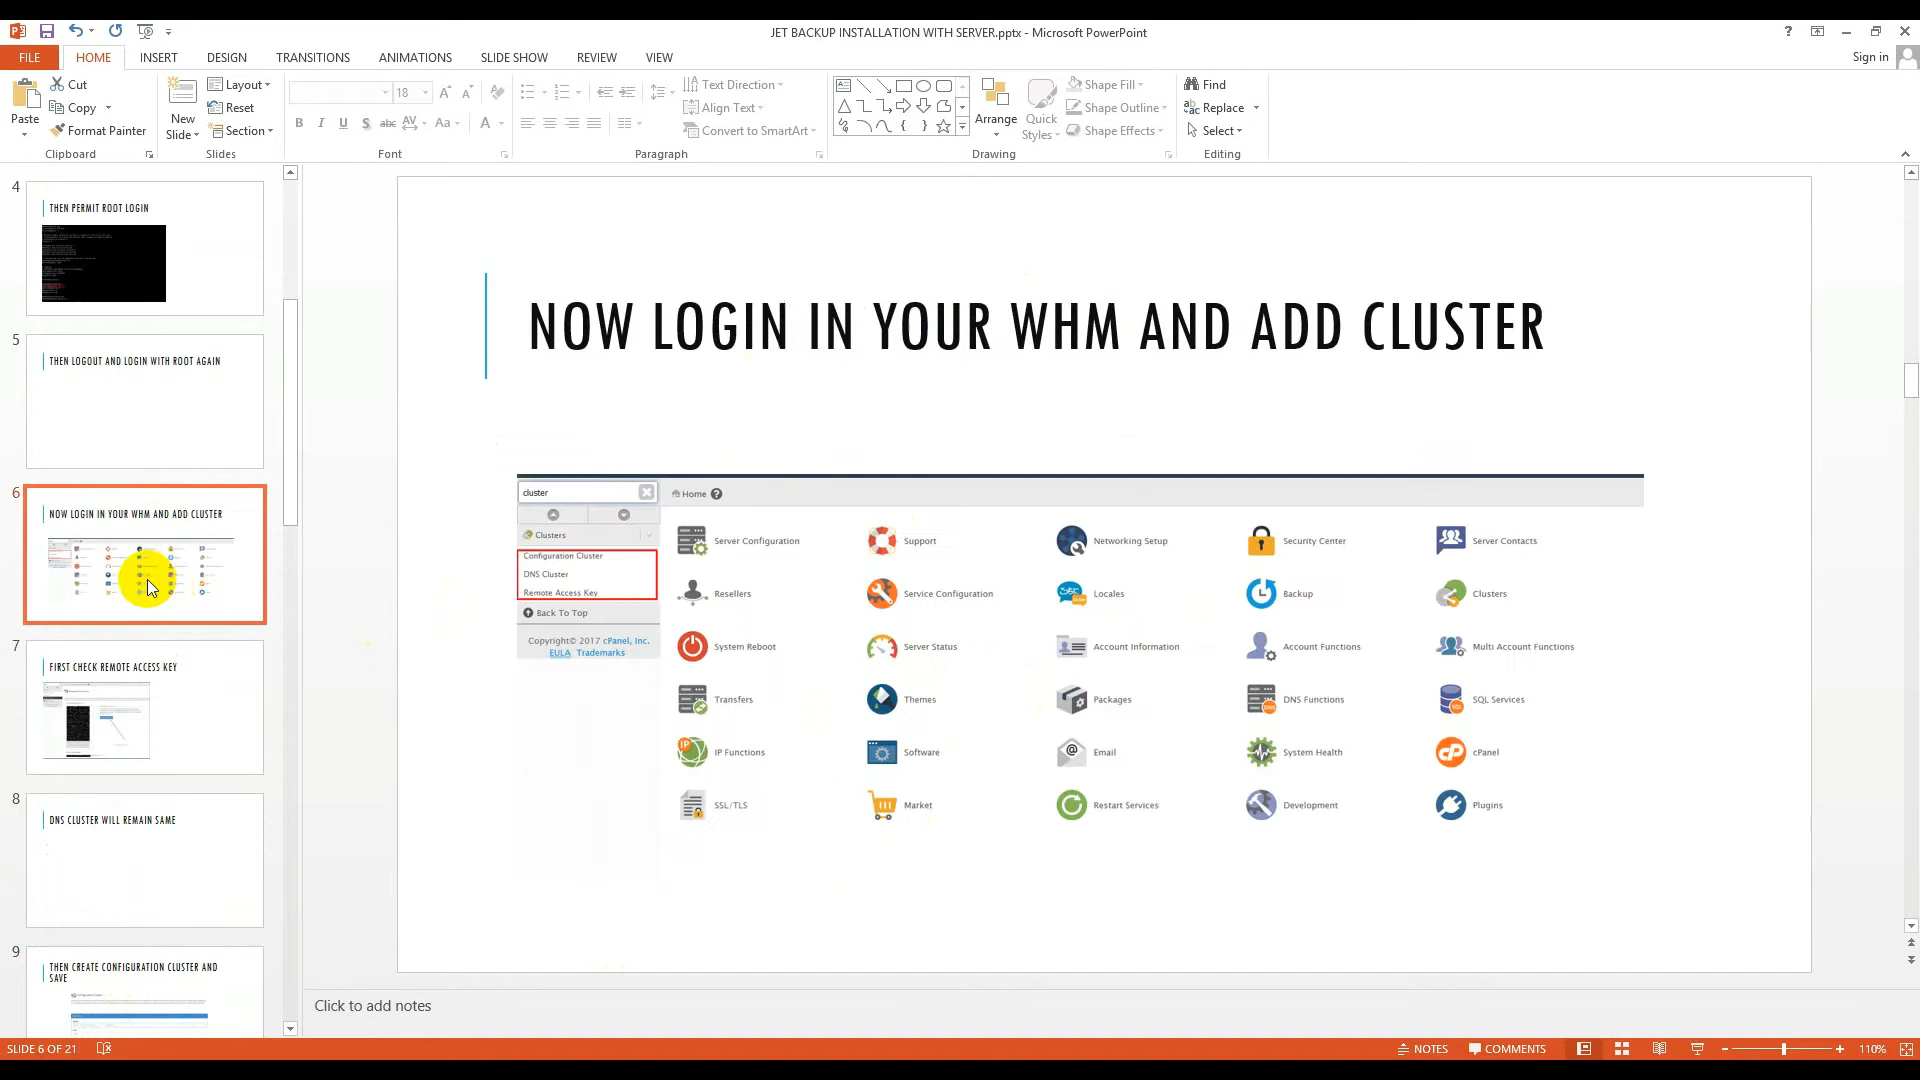 JET BACKUP INSTALLATION WITH SERVER.pptx - Microsoft PowerPoint
Sign in
FILE HOME INSERT DESIGN TRANSITIONS ANIMATIONS SLIDE SHOW REVIEW VIEW
Paste
Cut
Copy
Format Painter
Clipboard
New
Slide
Layout
Reset
Section
Slides
18
B I U S abc AV Aa A
Font
Text Direction
Align Text
Convert to SmartArt
Paragraph
Arrange
Quick
Styles
Shape Fill
Shape Outline
Shape Effects
Drawing
Find
Replace
Select
Editing
4
THEN PERMIT ROOT LOGIN
5
THEN LOGOUT AND LOGIN WITH ROOT AGAIN
6
NOW LOGIN IN YOUR WHM AND ADD CLUSTER
7
FIRST CHECK REMOTE ACCESS KEY
8
DNS CLUSTER WILL REMAIN SAME
9
THEN CREATE CONFIGURATION CLUSTER AND
SAVE
NOW LOGIN IN YOUR WHM AND ADD CLUSTER
cluster
Home
Clusters
Configuration Cluster
DNS Cluster
Remote Access Key
Back To Top
Copyright© 2017 cPanel, Inc.
EULA Trademarks
Server Configuration Support Networking Setup Security Center Server Contacts
Resellers Service Configuration Locales Backup Clusters
System Reboot Server Status Account Information Account Functions Multi Account Functions
Transfers Themes Packages DNS Functions SQL Services
IP Functions Software Email System Health cPanel
SSL/TLS Market Restart Services Development Plugins
Click to add notes
SLIDE 6 OF 21
NOTES COMMENTS 110%